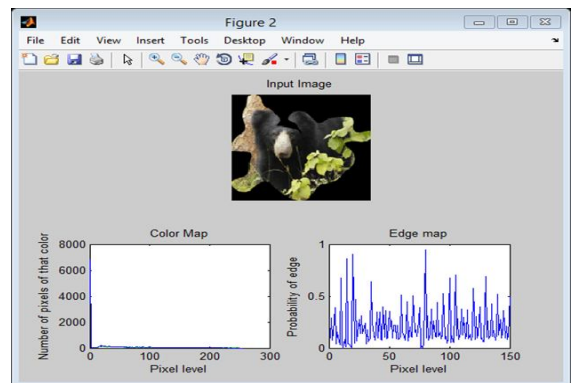 Figure 2
File Edit View Insert Tools Desktop Window Help
Input Image
Color Map
Number of pixels of that color
8000
6000
4000
2000
0
0 100 200 300
Pixel level
Edge map
Probability of edge
1
0.5
0
0 50 100 150
Pixel level